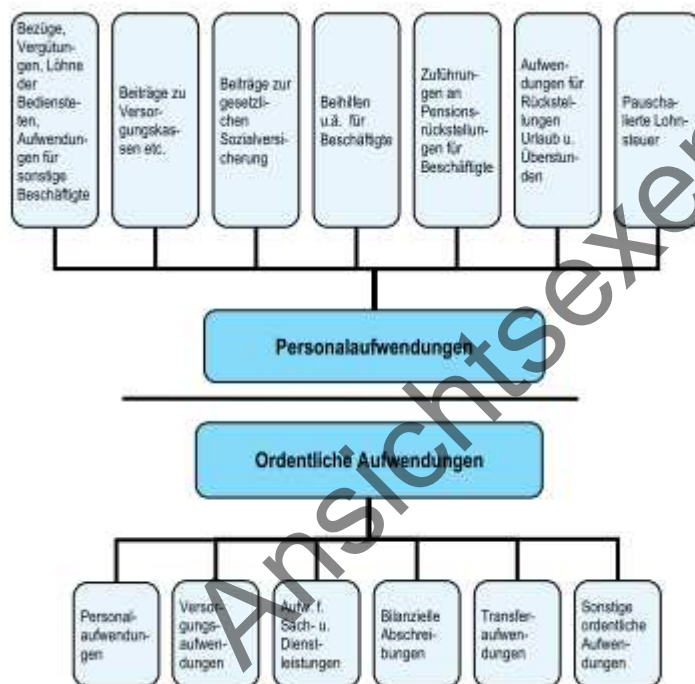 Bezüge,
Vergütun-
gen, Löhne
der
Bedienste-
ten,
Aufwendun-
gen für
sonstige
Beschäftigte
Beiträge zu
Versor-
gungskas-
sen etc.
Beiträge zur
gesetzli-
chen
Sozialversi-
cherung
Beihilfen
u.ä. für
Beschäftigte
Zuführun-
gen an
Pensions-
rückstellun-
gen für
Beschäftigte
Aufwen-
dungen für
Rückstel-
lungen
Urlaub u.
Überstun-
den
Pauscha-
lierte Lohn-
steuer
Personalaufwendungen
Ordentliche Aufwendungen
Personal-
aufwendun-
gen
Versor-
gungs-
aufwen-
dungen
Aufw. f.
Sach- u.
Dienst-
leistungen
Bilanzielle
Abschrei-
bungen
Transfer-
aufwen-
dungen
Sonstige
ordentliche
Aufwen-
dungen
Ansichtsexem